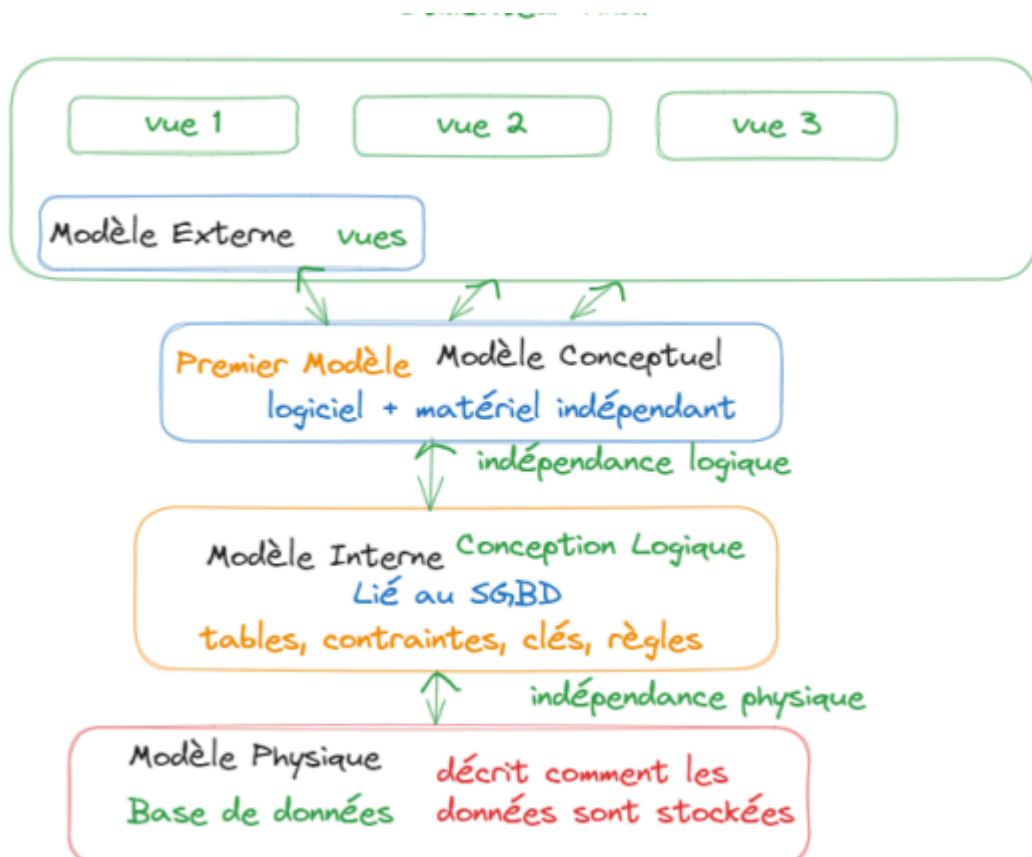 vue 1
vue 2
vue 3
Modèle Externe vues
Premier Modèle Modèle Conceptuel
logiciel + matériel indépendant
indépendance logique
Modèle Interne Conception Logique
Lié au SGBD
tables, contraintes, clés, règles
indépendance physique
Modèle Physique
Base de données
décrit comment les
données sont stockées